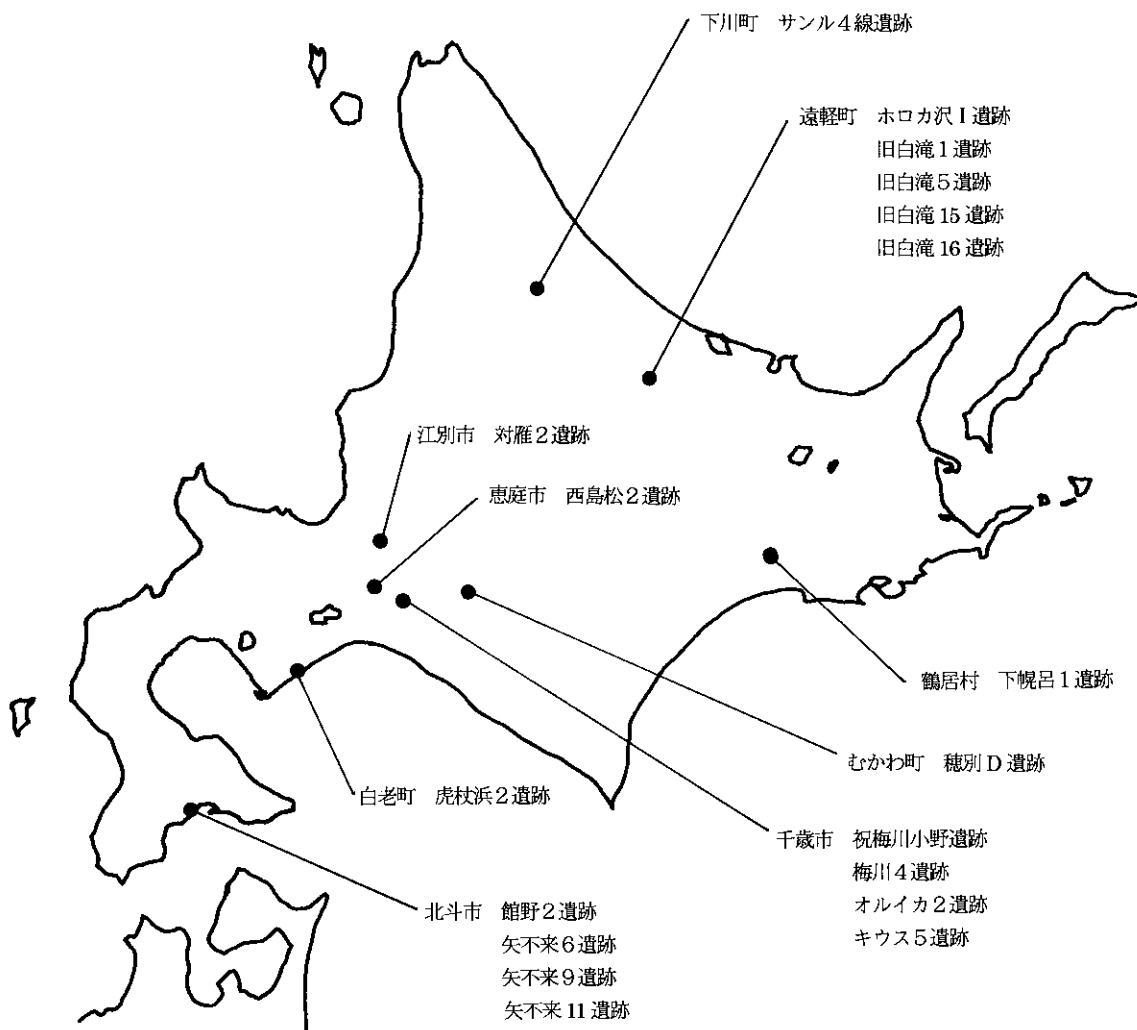 下川町　サンル４線遺跡
遠軽町　ホロカ沢Ⅰ遺跡
旧白滝１遺跡
旧白滝５遺跡
旧白滝 15 遺跡
旧白滝 16 遺跡
江別市　対雁２遺跡
恵庭市　西島松２遺跡
鶴居村　下幌呂１遺跡
むかわ町　穂別Ｄ遺跡
白老町　虎杖浜２遺跡
千歳市　祝梅川小野遺跡
梅川４遺跡
オルイカ２遺跡
キウス５遺跡
北斗市　館野２遺跡
矢不来６遺跡
矢不来９遺跡
矢不来 11 遺跡